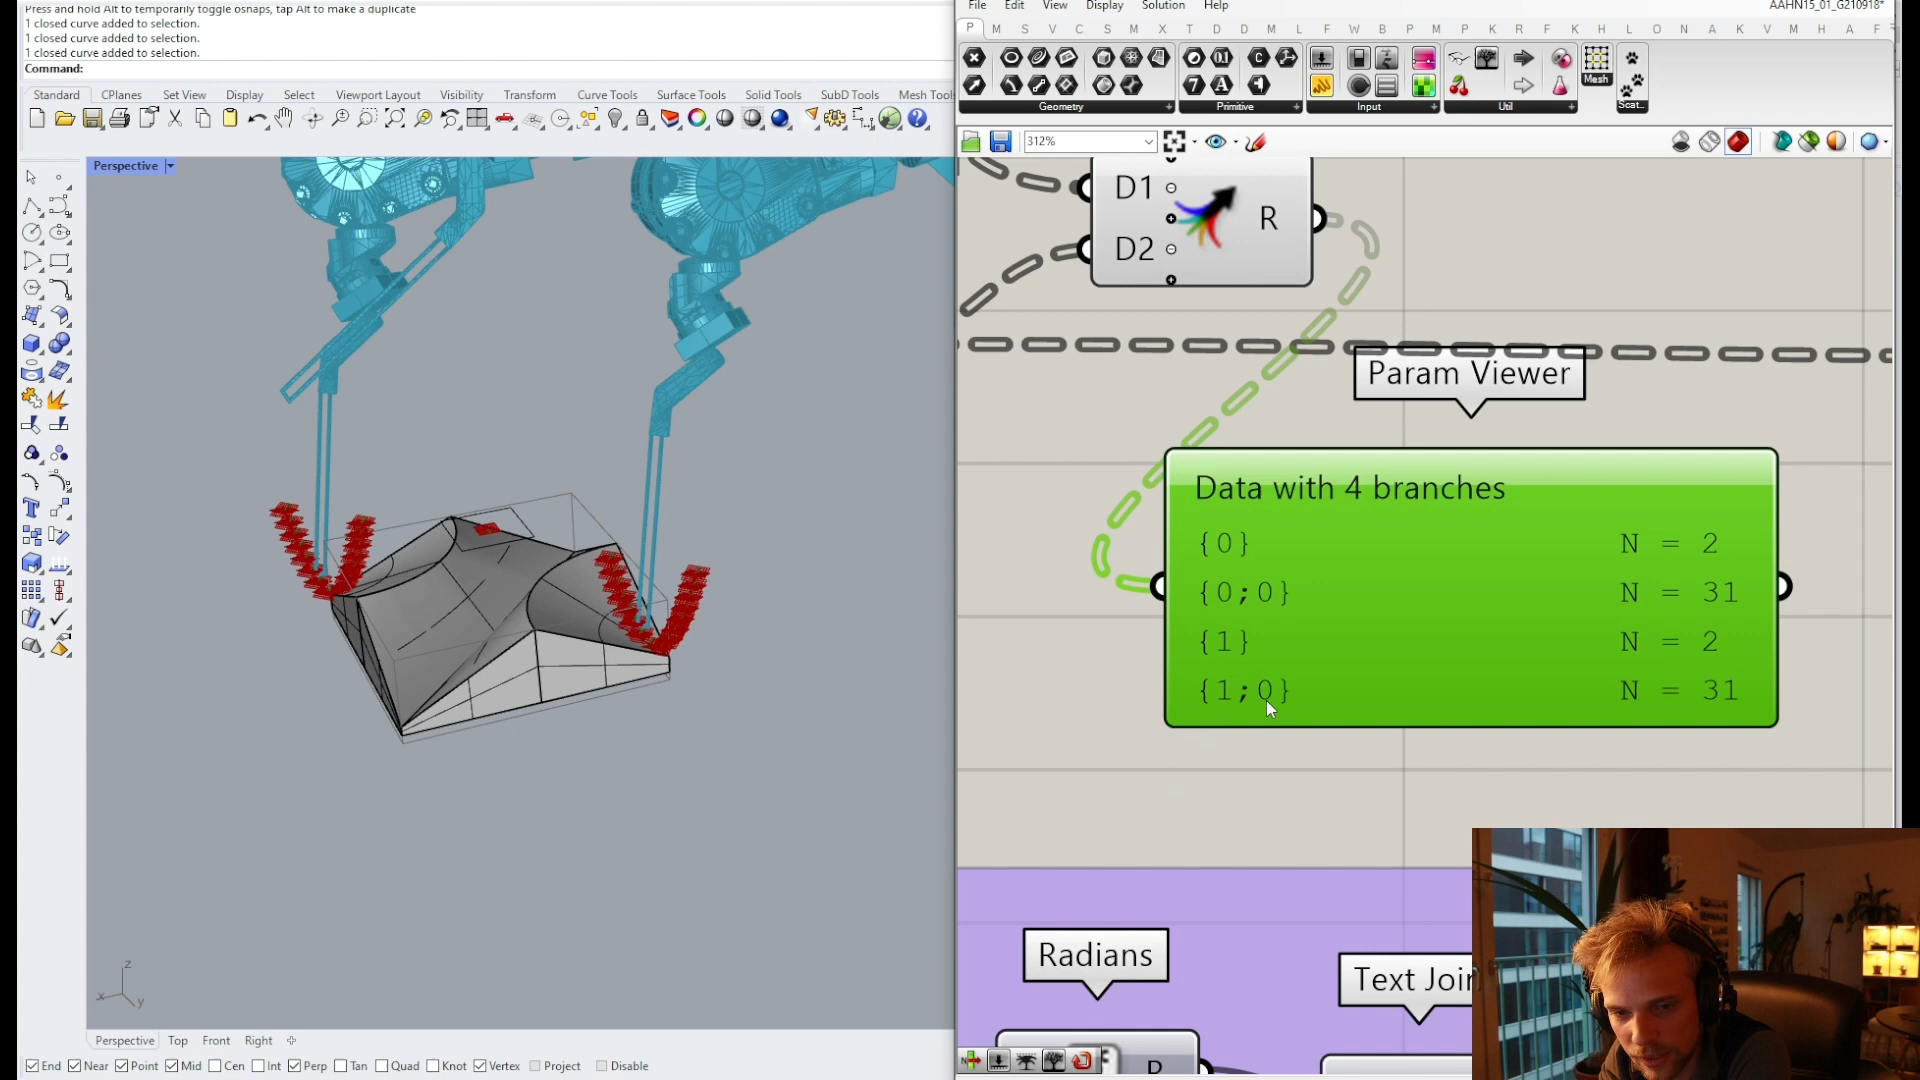 Press and hold Alt to temporarily toggle osnaps, tap Alt to make a duplicate
1 closed curve added to selection.
1 closed curve added to selection.
1 closed curve added to selection.
Command:
Standard CPlanes Set View Display Select Viewport Layout Visibility Transform Curve Tools Surface Tools Solid Tools SubD Tools Mesh Tool
Perspective
z
x
y
Perspective Top Front Right
End Near Point Mid Cen Int Perp Tan Quad Knot Vertex Project Disable
File Edit View Display Solution Help AAHN15_01_G210918*
P M S V C S M X T D D M L F W B P M P K R F K H L O N A K V M H A F
Geometry Primitive Input Util
Mesh
Scat...
312%
D1
D2
R
Param Viewer
Data with 4 branches
{0} N = 2
{0;0} N = 31
{1} N = 2
{1;0} N = 31
Radians
Text Join